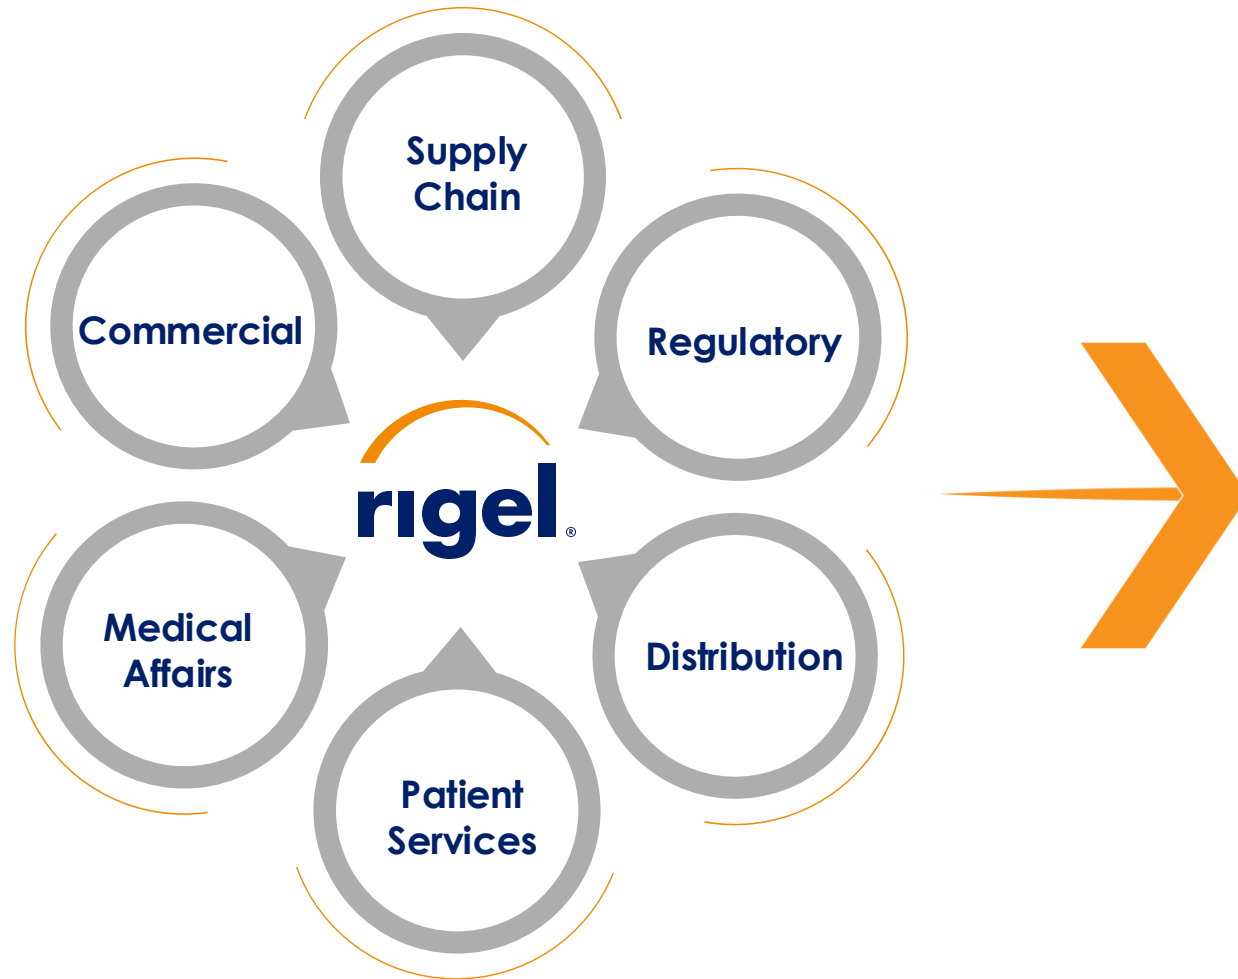 Supply
Chain
Commercial
Regulatory
rigel®
Medical
Affairs
Distribution
Patient
Services